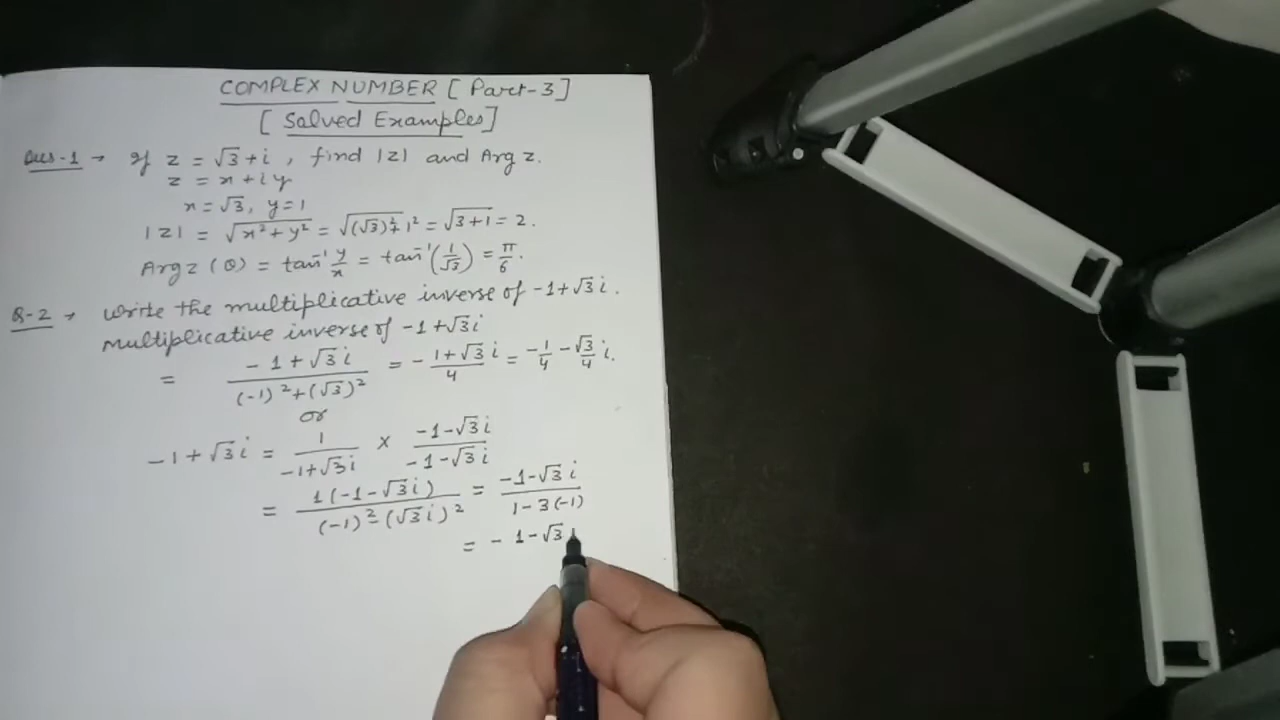 COMPLEX NUMBER [ Part-3 ]
[ Solved Examples ]
Ques-1 → If z = √3 + i , find |z| and Arg z.
z = x + iy
x = √3, y = 1
|z| = √(x² + y²) = √((√3)² + 1²) = √(3+1) = 2.
Arg z (θ) = tan⁻¹ y/x = tan⁻¹ (1/√3) = π/6.
Q-2 → Write the multiplicative inverse of -1+√3 i.
Multiplicative inverse of -1 + √3 i
= (-1 + √3 i)/((-1)² + (√3)²) = - (1+√3 i)/4 = -1/4 - √3/4 i.
or
-1 + √3 i = 1/(-1+√3 i) × (-1-√3 i)/(-1-√3 i)
= 1(-1-√3 i)/((-1)² - (√3 i)²) = (-1-√3 i)/(1-3(-1))
= - 1 - √3